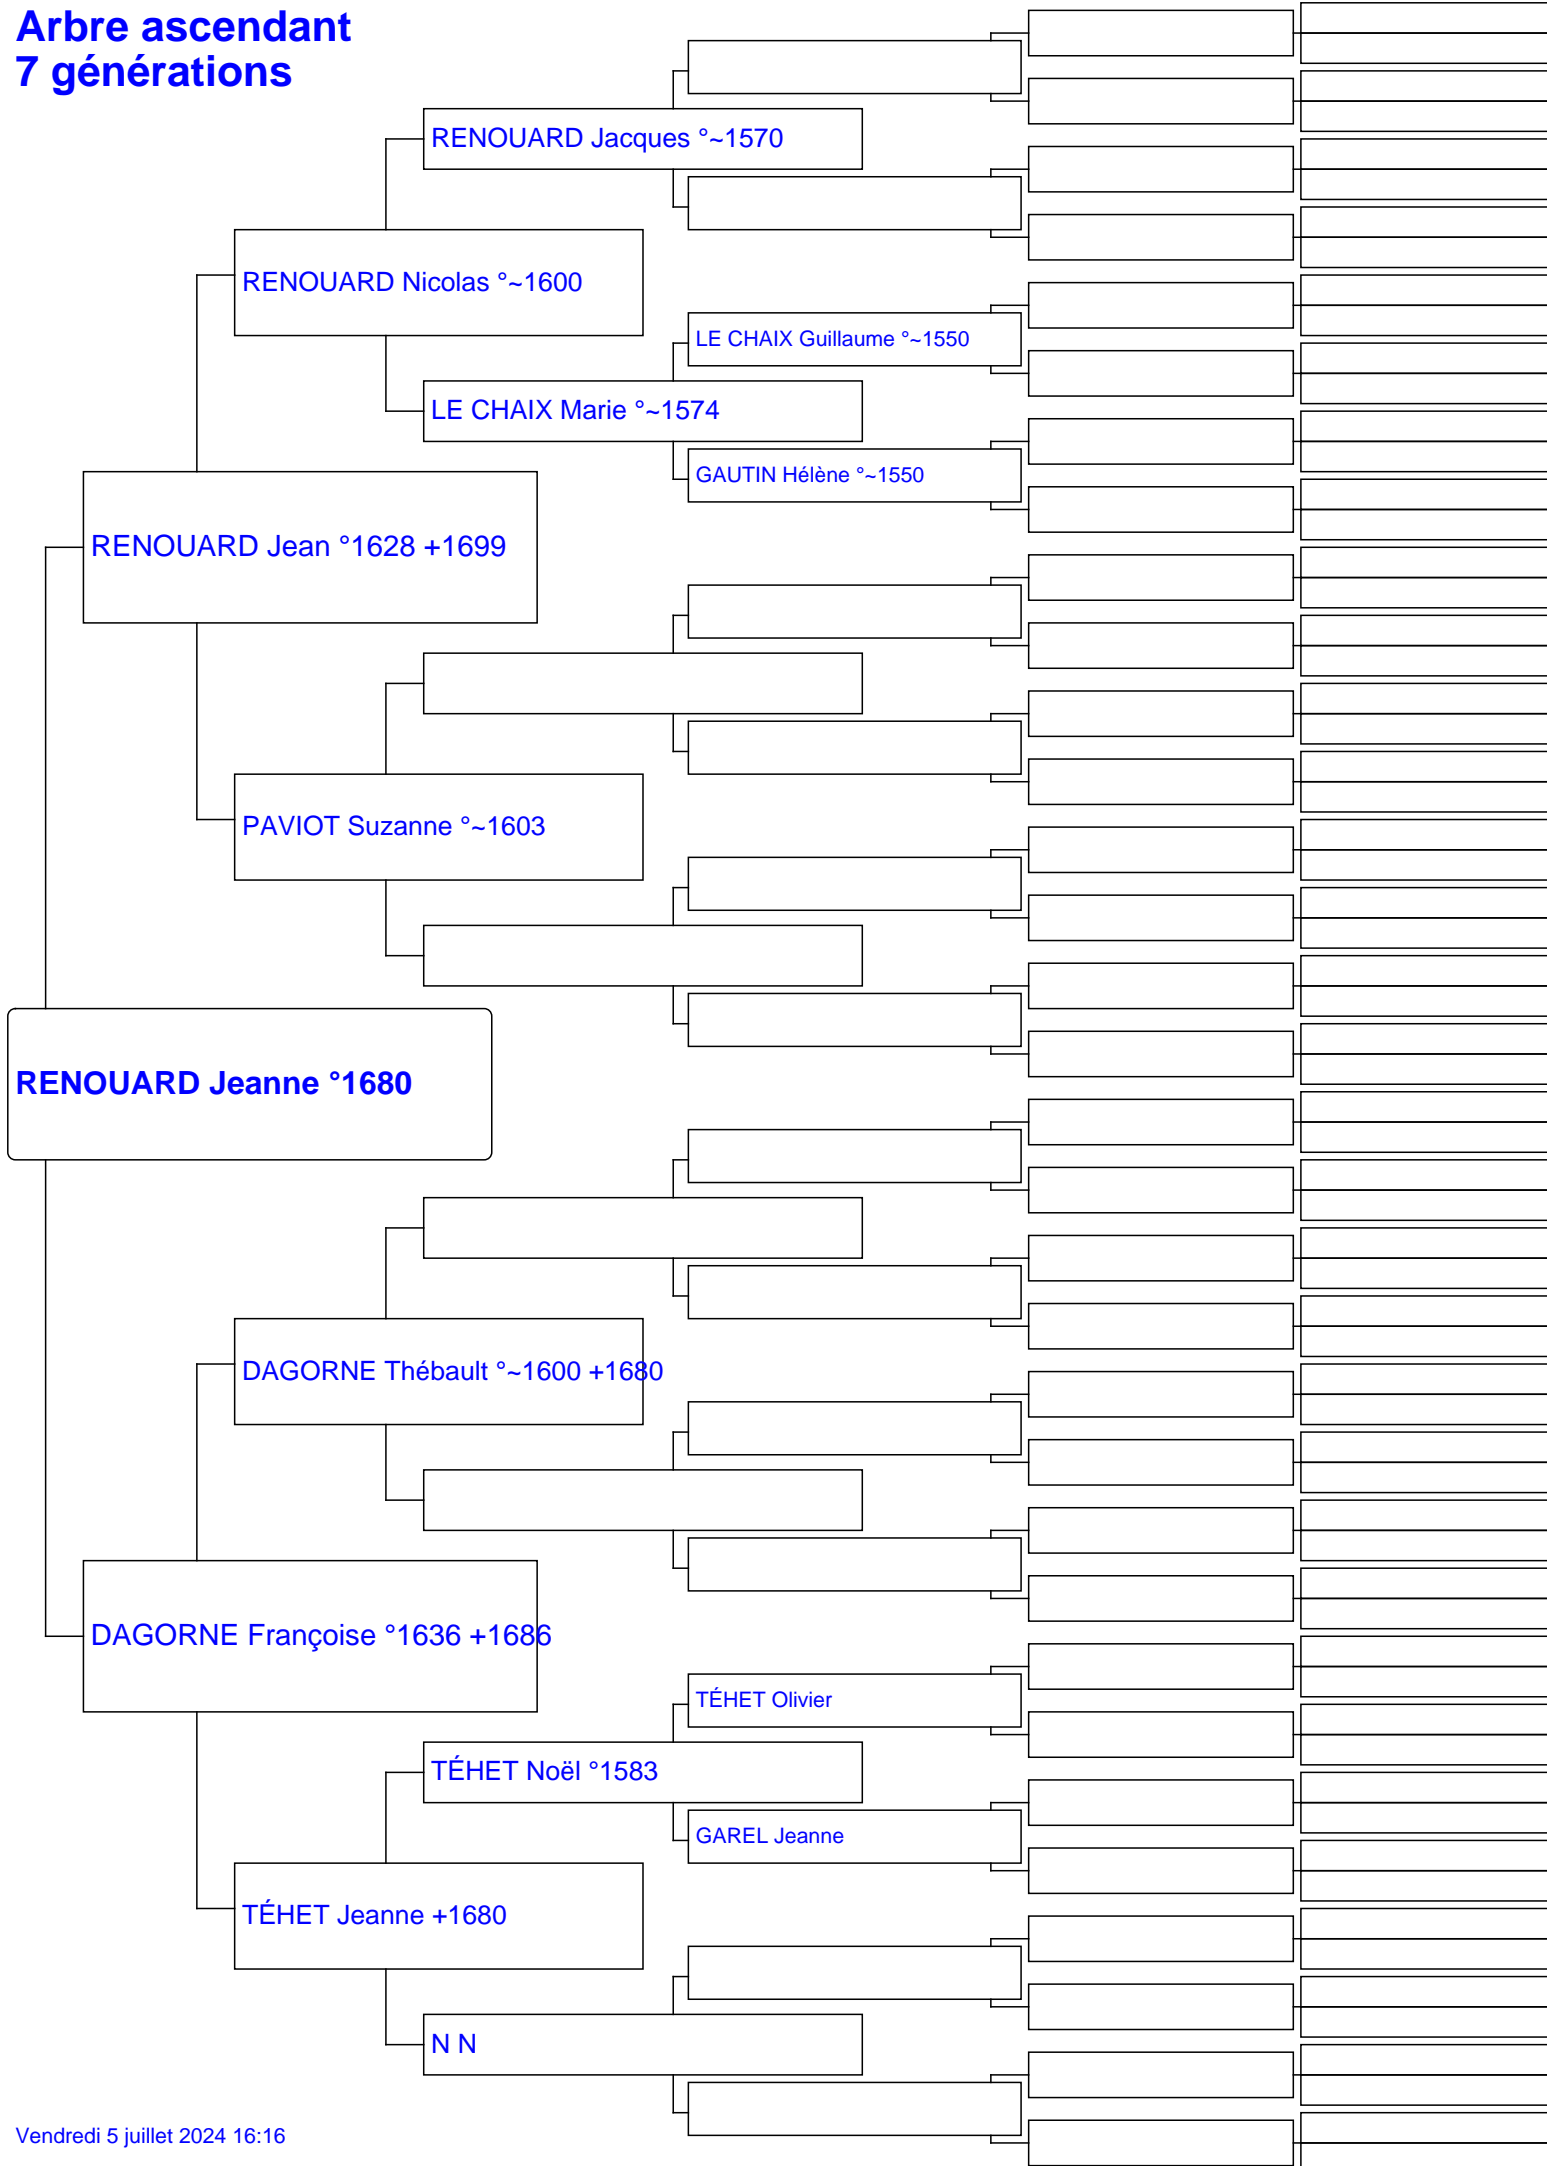 Arbre ascendant
7 générations
RENOUARD Jacques °~1570
RENOUARD Nicolas °~1600
LE CHAIX Guillaume °~1550
LE CHAIX Marie °~1574
GAUTIN Hélène °~1550
RENOUARD Jean °1628 +1699
PAVIOT Suzanne °~1603
RENOUARD Jeanne °1680
DAGORNE Thébault °~1600 +1680
DAGORNE Françoise °1636 +1686
TÉHET Olivier
TÉHET Noël °1583
GAREL Jeanne
TÉHET Jeanne +1680
N N
Vendredi 5 juillet 2024 16:16